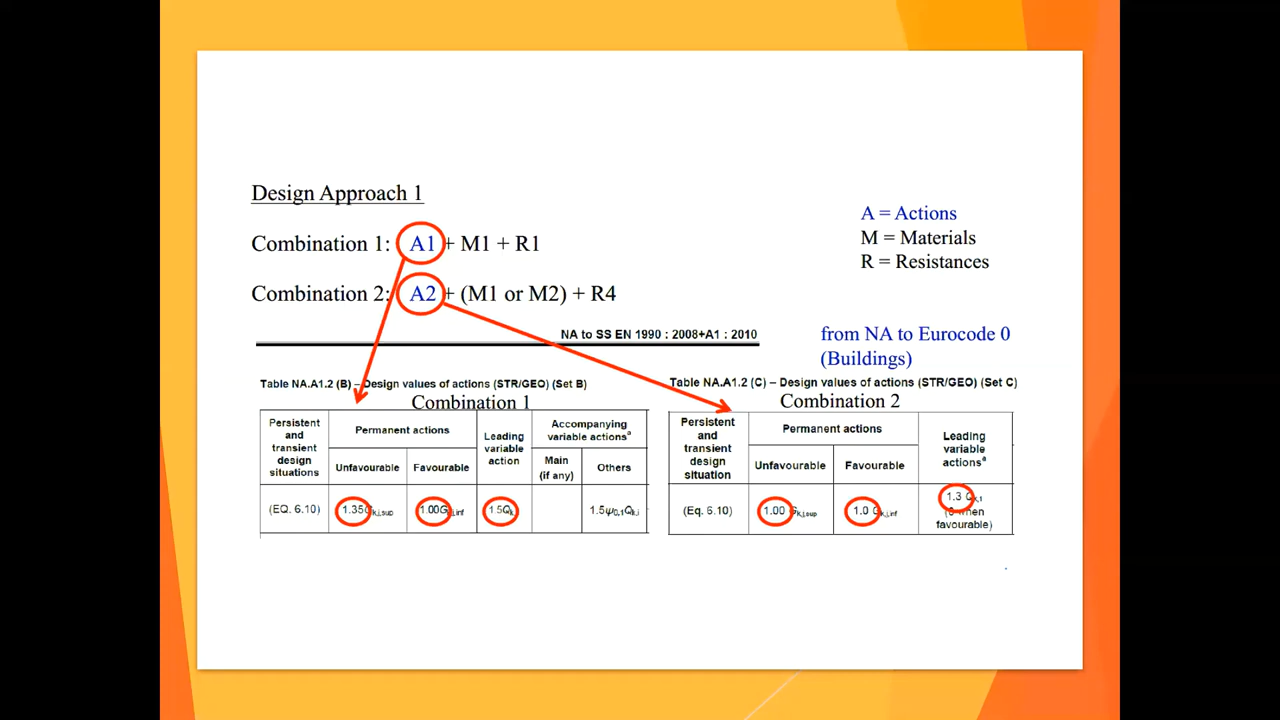 Design Approach 1
A = Actions
Combination 1: A1 + M1 + R1
M = Materials
R = Resistances
Combination 2: A2 + (M1 or M2) + R4
NA to SS EN 1990 : 2008+A1 : 2010
from NA to Eurocode 0
(Buildings)
Table NA.A1.2 (B) – Design values of actions (STR/GEO) (Set B)
Combination 1
Persistent
and
transient
design
situations
Permanent actions
Unfavourable
Favourable
Leading
variable
action
Accompanying
variable actionsª
Main
(if any)
Others
(EQ. 6.10)
1.35Gk,j,sup
1.00Gk,j,inf
1.5Qk
1.5ψ0,1Qk,i
Table NA.A1.2 (C) – Design values of actions (STR/GEO) (Set C)
Combination 2
Persistent
and
transient
design
situation
Permanent actions
Unfavourable
Favourable
Leading
variable
actionsª
(Eq. 6.10)
1.00 Gk,j,sup
1.0 Gk,j,inf
1.3 Qk,1
(0 when
favourable)